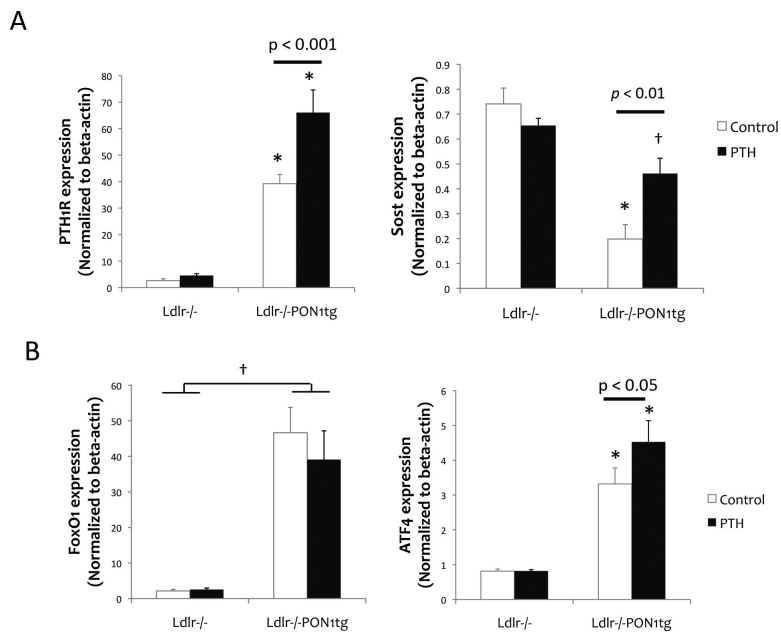 A
p < 0.001
*
*
80
70
60
50
40
30
20
10
0
PTH1R expression
(Normalized to beta-actin)
Ldlr-/-
Ldlr-/-PON1tg
p < 0.01
†
*
0.9
0.8
0.7
0.6
0.5
0.4
0.3
0.2
0.1
0
Sost expression
(Normalized to beta-actin)
Ldlr-/-
Ldlr-/-PON1tg
Control
PTH
B
†
60
50
40
30
20
10
0
FoxO1 expression
(Normalized to beta-actin)
Ldlr-/-
Ldlr-/-PON1tg
p < 0.05
*
*
6
5
4
3
2
1
0
ATF4 expression
(Normalized to beta-actin)
Ldlr-/-
Ldlr-/-PON1tg
Control
PTH